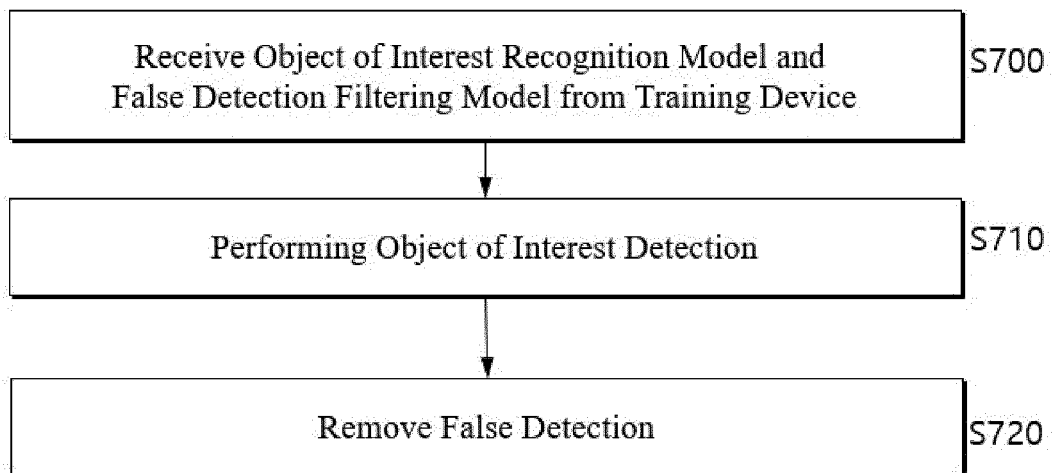 Receive Object of Interest Recognition Model and
False Detection Filtering Model from Training Device
S700
Performing Object of Interest Detection
S710
Remove False Detection
S720